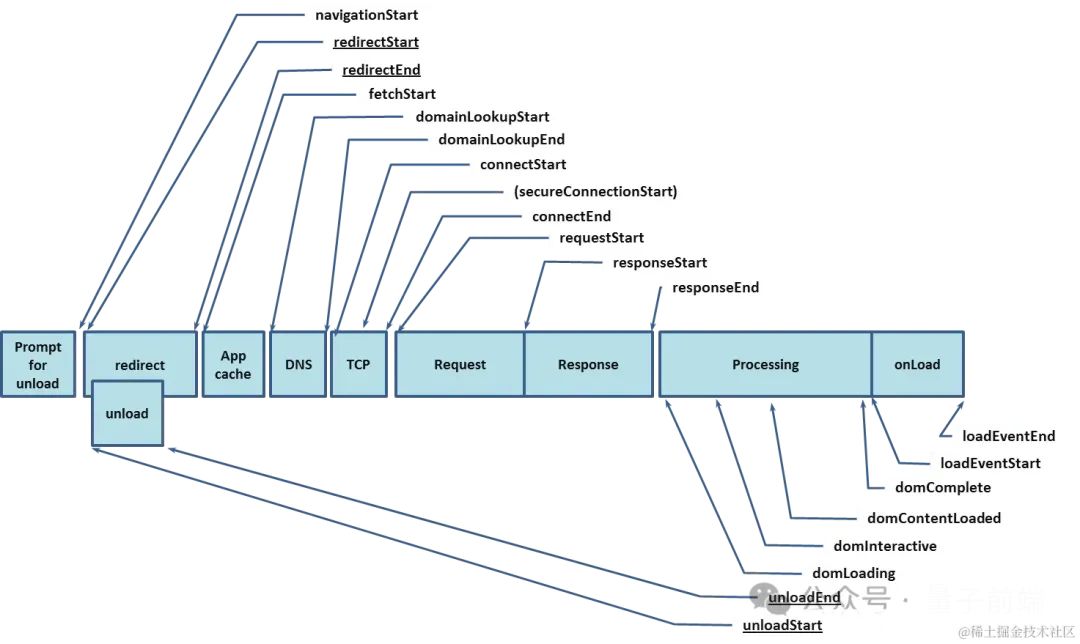 navigationStart
redirectStart
redirectEnd
fetchStart
domainLookupStart
domainLookupEnd
connectStart
(secureConnectionStart)
connectEnd
requestStart
responseStart
responseEnd
Prompt
for
unload
redirect
unload
App
cache
DNS
TCP
Request
Response
Processing
onLoad
loadEventEnd
loadEventStart
domComplete
domContentLoaded
domInteractive
domLoading
unloadEnd
unloadStart
公众号 · 量子前端
@稀土掘金技术社区